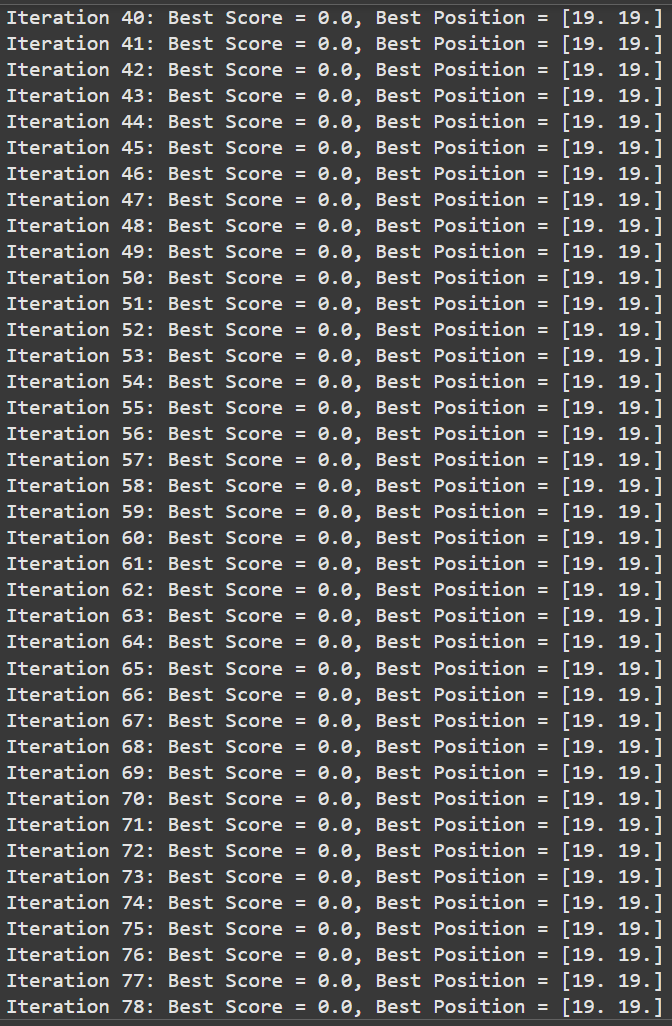 Iteration 40: Best Score = 0.0, Best Position = [19. 19.]
Iteration 41: Best Score = 0.0, Best Position = [19. 19.]
Iteration 42: Best Score = 0.0, Best Position = [19. 19.]
Iteration 43: Best Score = 0.0, Best Position = [19. 19.]
Iteration 44: Best Score = 0.0, Best Position = [19. 19.]
Iteration 45: Best Score = 0.0, Best Position = [19. 19.]
Iteration 46: Best Score = 0.0, Best Position = [19. 19.]
Iteration 47: Best Score = 0.0, Best Position = [19. 19.]
Iteration 48: Best Score = 0.0, Best Position = [19. 19.]
Iteration 49: Best Score = 0.0, Best Position = [19. 19.]
Iteration 50: Best Score = 0.0, Best Position = [19. 19.]
Iteration 51: Best Score = 0.0, Best Position = [19. 19.]
Iteration 52: Best Score = 0.0, Best Position = [19. 19.]
Iteration 53: Best Score = 0.0, Best Position = [19. 19.]
Iteration 54: Best Score = 0.0, Best Position = [19. 19.]
Iteration 55: Best Score = 0.0, Best Position = [19. 19.]
Iteration 56: Best Score = 0.0, Best Position = [19. 19.]
Iteration 57: Best Score = 0.0, Best Position = [19. 19.]
Iteration 58: Best Score = 0.0, Best Position = [19. 19.]
Iteration 59: Best Score = 0.0, Best Position = [19. 19.]
Iteration 60: Best Score = 0.0, Best Position = [19. 19.]
Iteration 61: Best Score = 0.0, Best Position = [19. 19.]
Iteration 62: Best Score = 0.0, Best Position = [19. 19.]
Iteration 63: Best Score = 0.0, Best Position = [19. 19.]
Iteration 64: Best Score = 0.0, Best Position = [19. 19.]
Iteration 65: Best Score = 0.0, Best Position = [19. 19.]
Iteration 66: Best Score = 0.0, Best Position = [19. 19.]
Iteration 67: Best Score = 0.0, Best Position = [19. 19.]
Iteration 68: Best Score = 0.0, Best Position = [19. 19.]
Iteration 69: Best Score = 0.0, Best Position = [19. 19.]
Iteration 70: Best Score = 0.0, Best Position = [19. 19.]
Iteration 71: Best Score = 0.0, Best Position = [19. 19.]
Iteration 72: Best Score = 0.0, Best Position = [19. 19.]
Iteration 73: Best Score = 0.0, Best Position = [19. 19.]
Iteration 74: Best Score = 0.0, Best Position = [19. 19.]
Iteration 75: Best Score = 0.0, Best Position = [19. 19.]
Iteration 76: Best Score = 0.0, Best Position = [19. 19.]
Iteration 77: Best Score = 0.0, Best Position = [19. 19.]
Iteration 78: Best Score = 0.0, Best Position = [19. 19.]